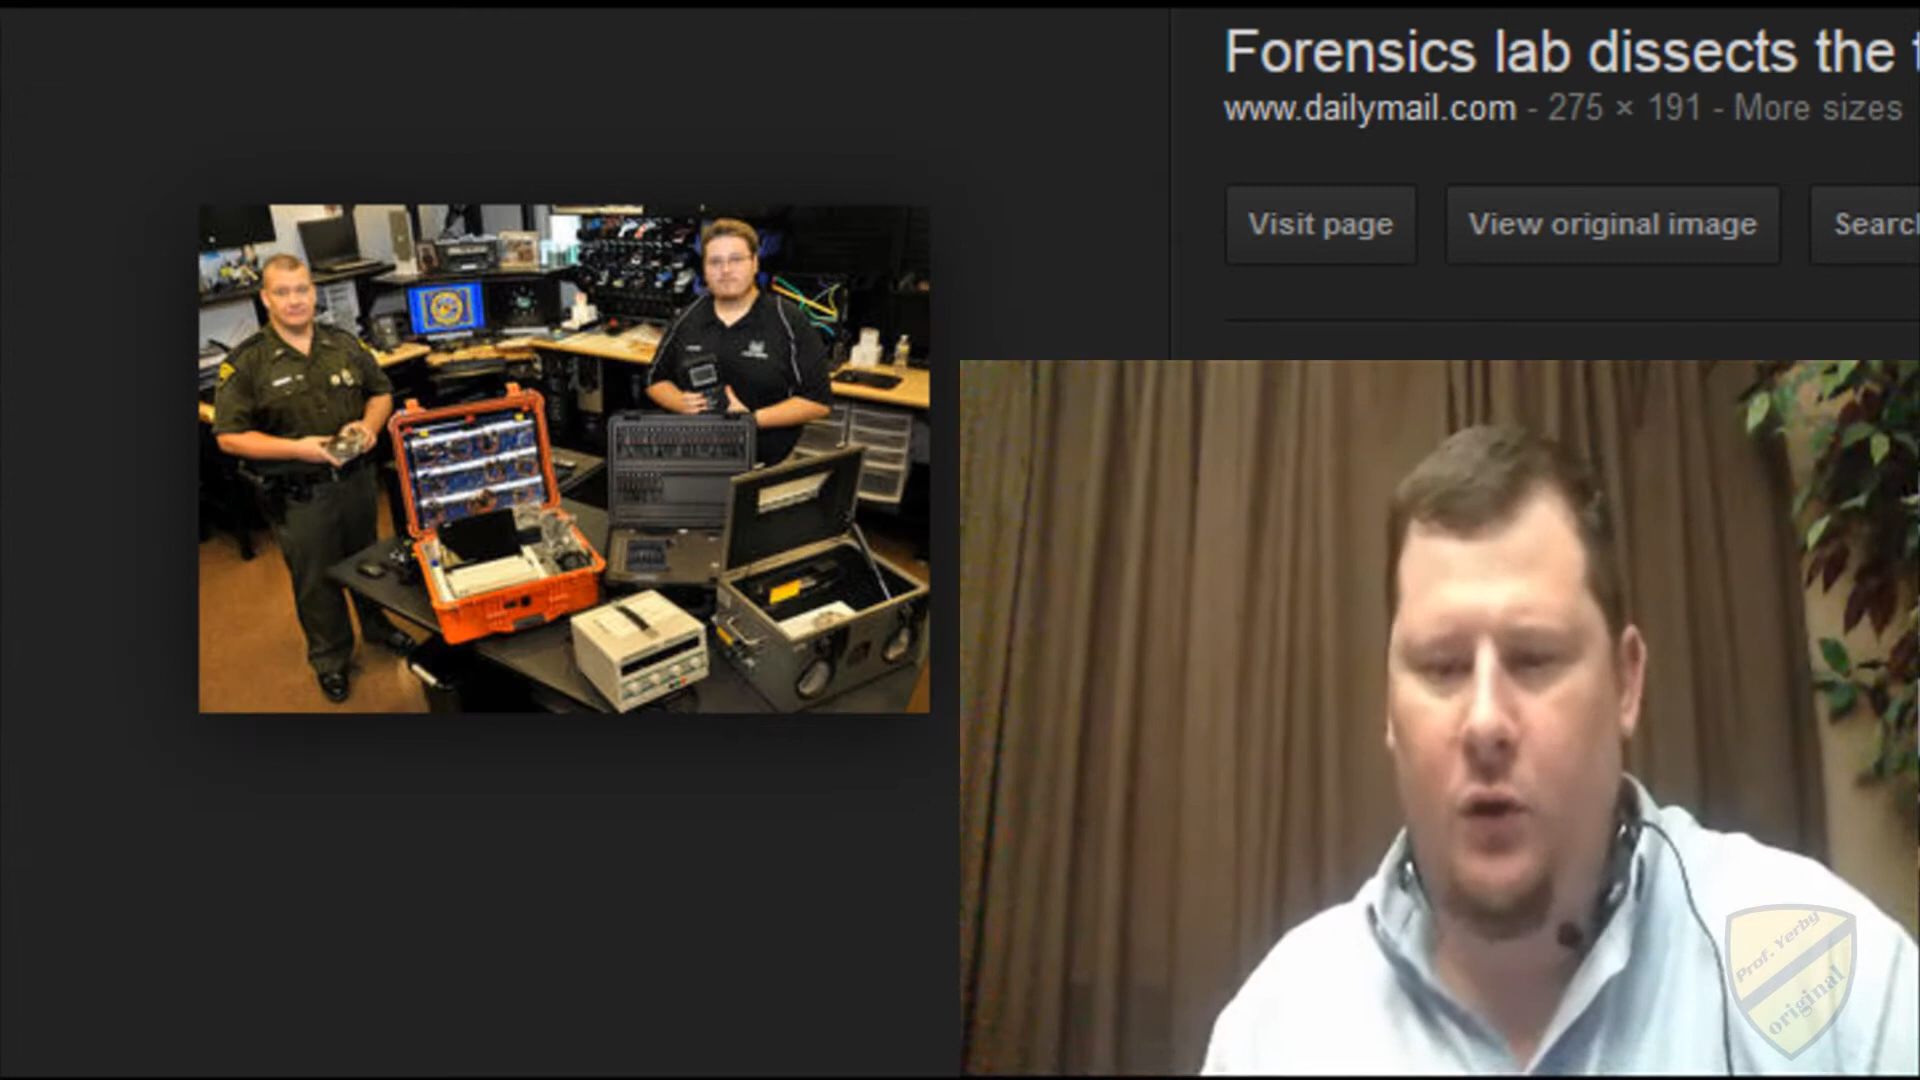 Forensics lab dissects the
www.dailymail.com - 275 × 191 - More sizes
Visit page
View original image
Search
Prof. Yerby
original